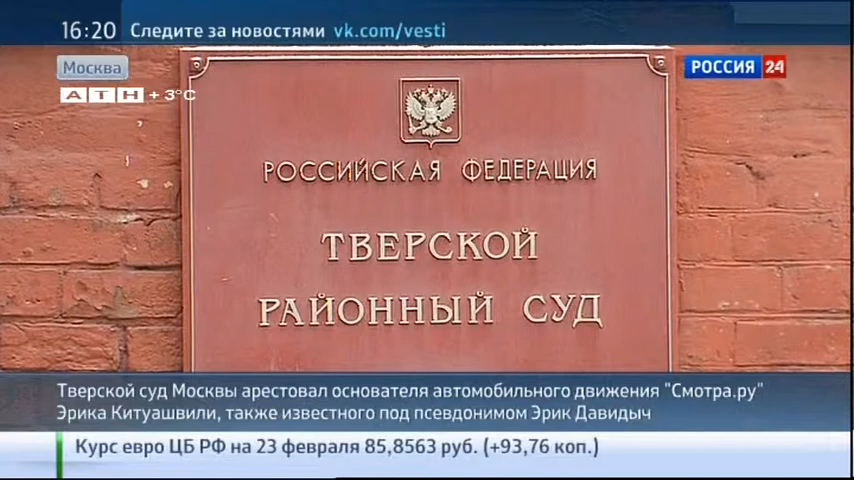 16:20 Следите за новостями vk.com/vesti
Москва
РОССИЯ 24
АТН +3°C
РОССИЙСКАЯ ФЕДЕРАЦИЯ
ТВЕРСКОЙ
РАЙОННЫЙ СУД
Тверской суд Москвы арестовал основателя автомобильного движения "Смотра.ру"
Эрика Китуашвили, также известного под псевдонимом Эрик Давидыч
Курс евро ЦБ РФ на 23 февраля 85,8563 руб. (+93,76 коп.)